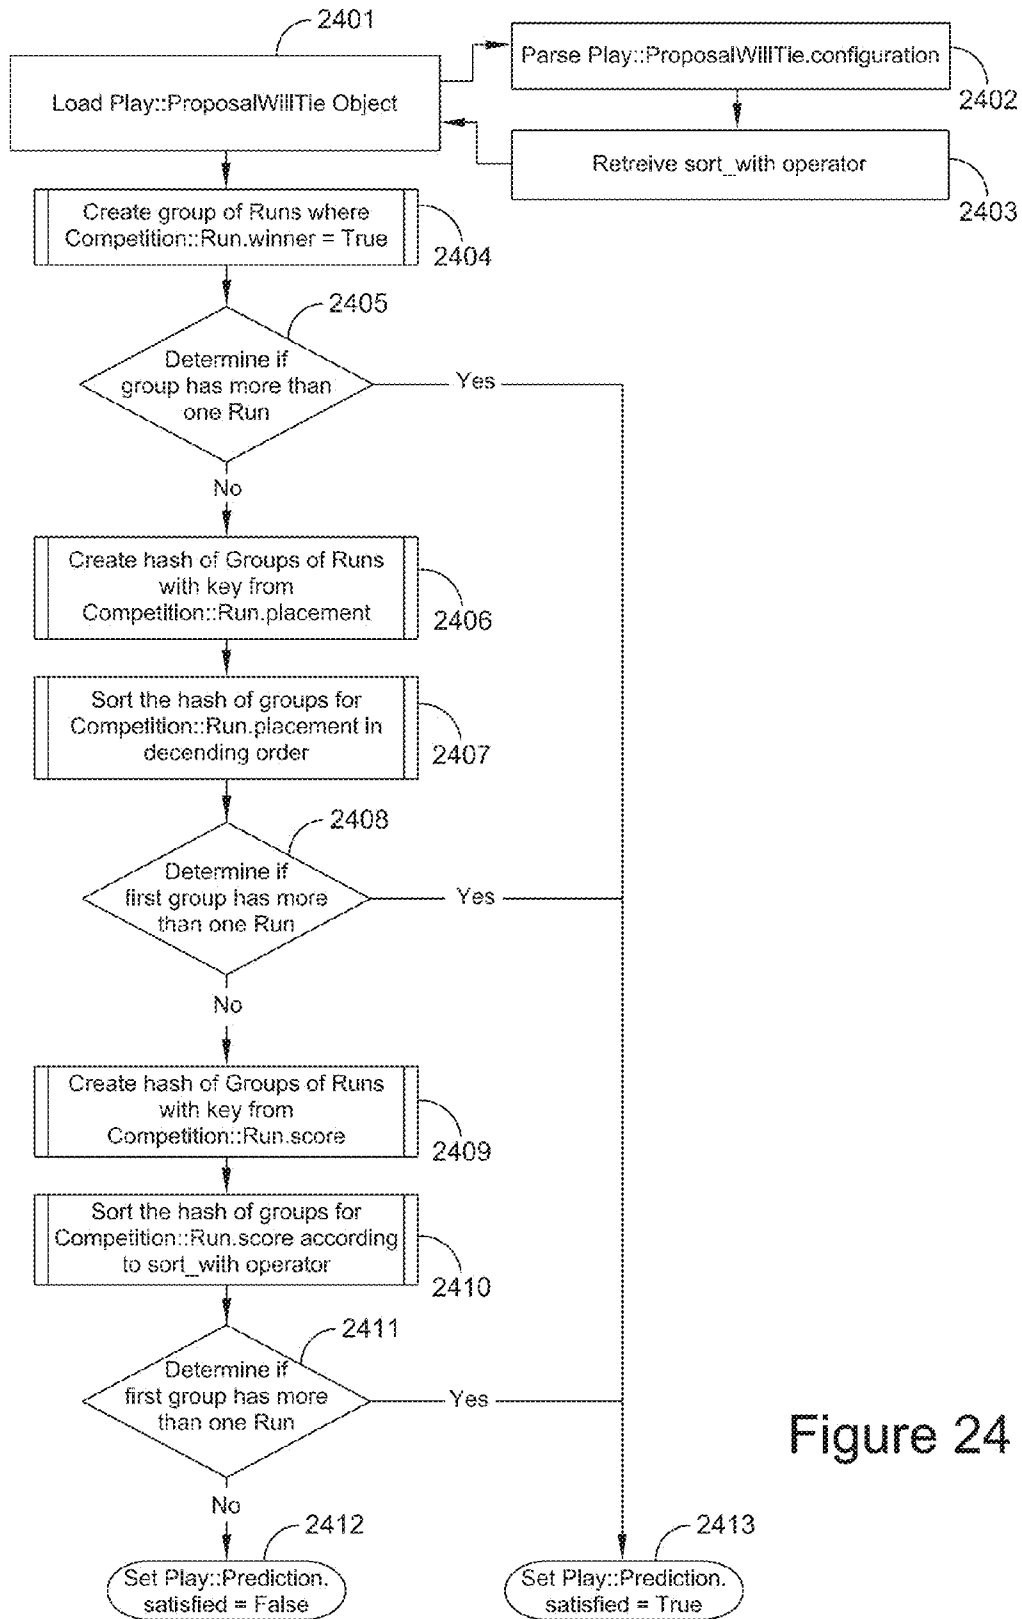 2401
Load Play::ProposalWillTie Object
Parse Play::ProposalWillTie.configuration
2402
Retreive sort_with operator
2403
Create group of Runs where
Competition::Run.winner = True
2404
2405
Determine if
group has more than
one Run
Yes
No
Create hash of Groups of Runs
with key from
Competition::Run.placement
2406
Sort the hash of groups for
Competition::Run.placement in
decending order
2407
2408
Determine if
first group has more
than one Run
Yes
No
Create hash of Groups of Runs
with key from
Competition::Run.score
2409
Sort the hash of groups for
Competition::Run.score according
to sort_with operator
2410
2411
Determine if
first group has more
than one Run
Yes
No
Figure 24
2412
Set Play::Prediction.
satisfied = False
2413
Set Play::Prediction.
satisfied = True